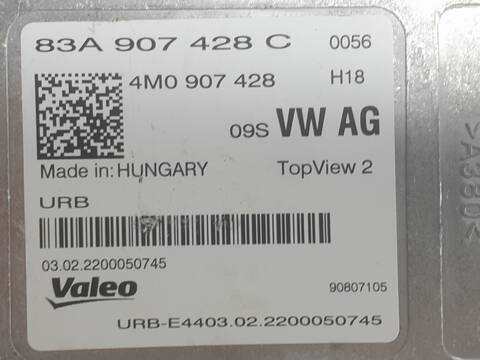 83A 907 428 C 0056
4M0 907 428 H18
09S VW AG
Made in: HUNGARY TopView 2
URB
03.02.2200050745
Valeo 90807105
URB-E4403.02.2200050745
>A380<